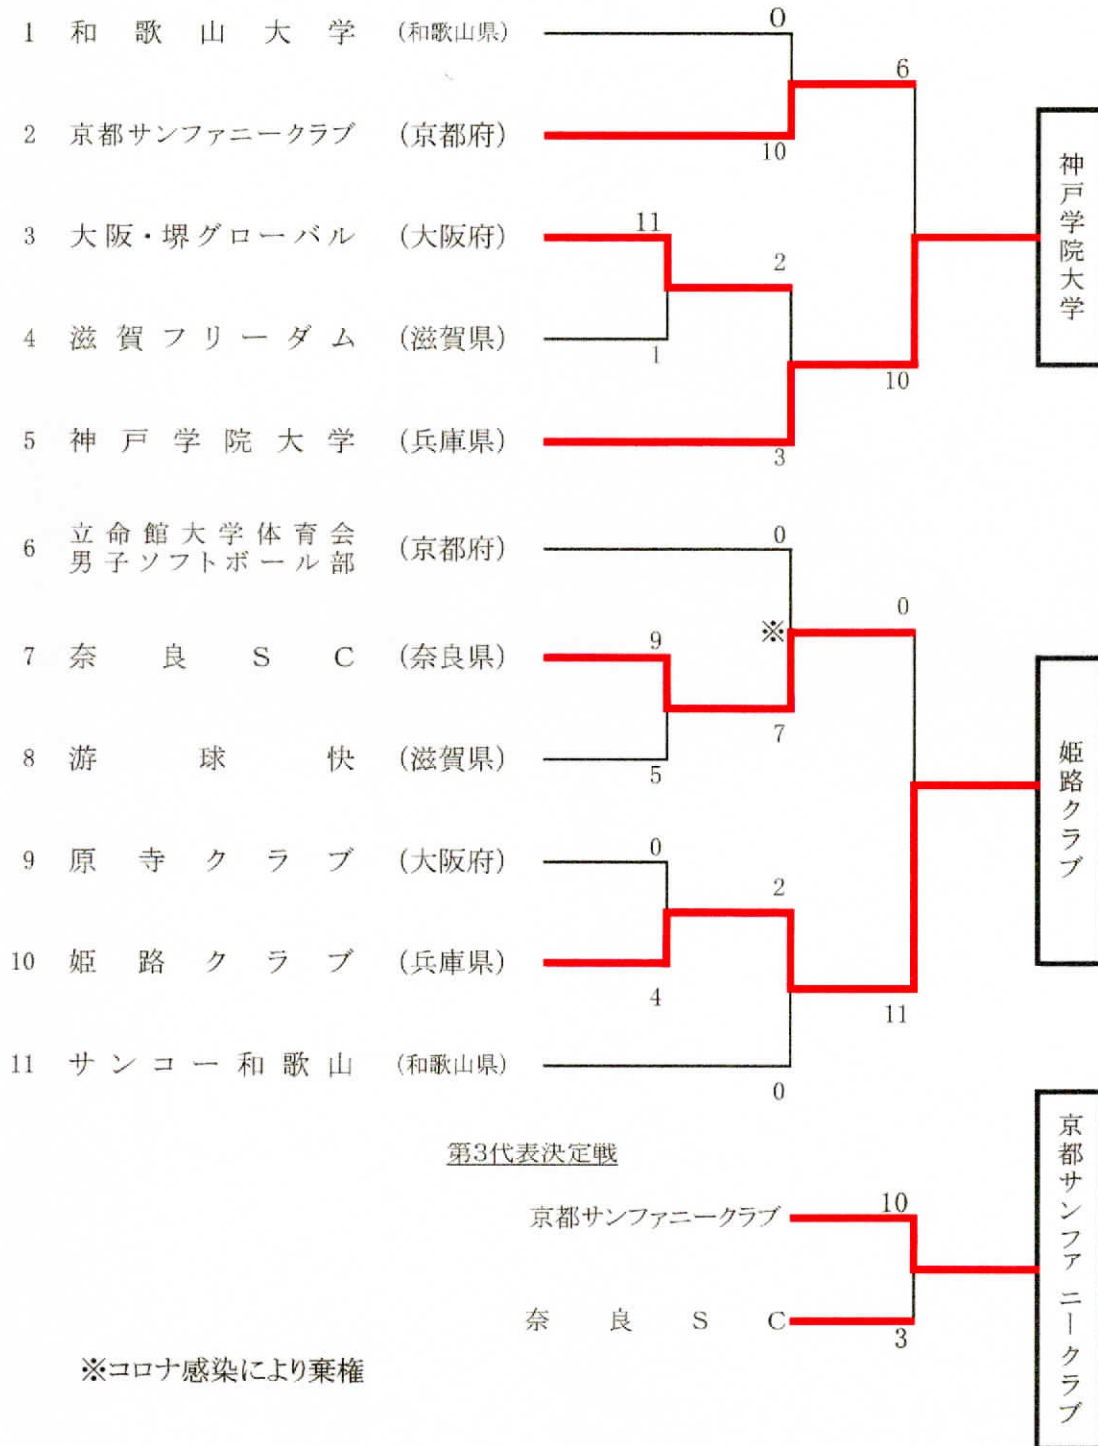 0
1 和歌山大学 (和歌山県)
6
2 京都サンファニークラブ (京都府)
10
神戸学院大学
3 大阪・堺グローバル (大阪府)
11
2
4 滋賀フリーダム (滋賀県)
1
10
5 神戸学院大学 (兵庫県)
3
6 立命館大学体育会
男子ソフトボール部
(京都府)
0
0
※
7 奈良SC (奈良県)
9
7
8 游球快 (滋賀県)
5
姫路クラブ
9 原寺クラブ (大阪府)
0
2
10 姫路クラブ (兵庫県)
4
11
11 サンコー和歌山 (和歌山県)
0
第3代表決定戦
京都サンファニークラブ
10
京都サンファニークラブ
奈良SC
3
※コロナ感染により棄権